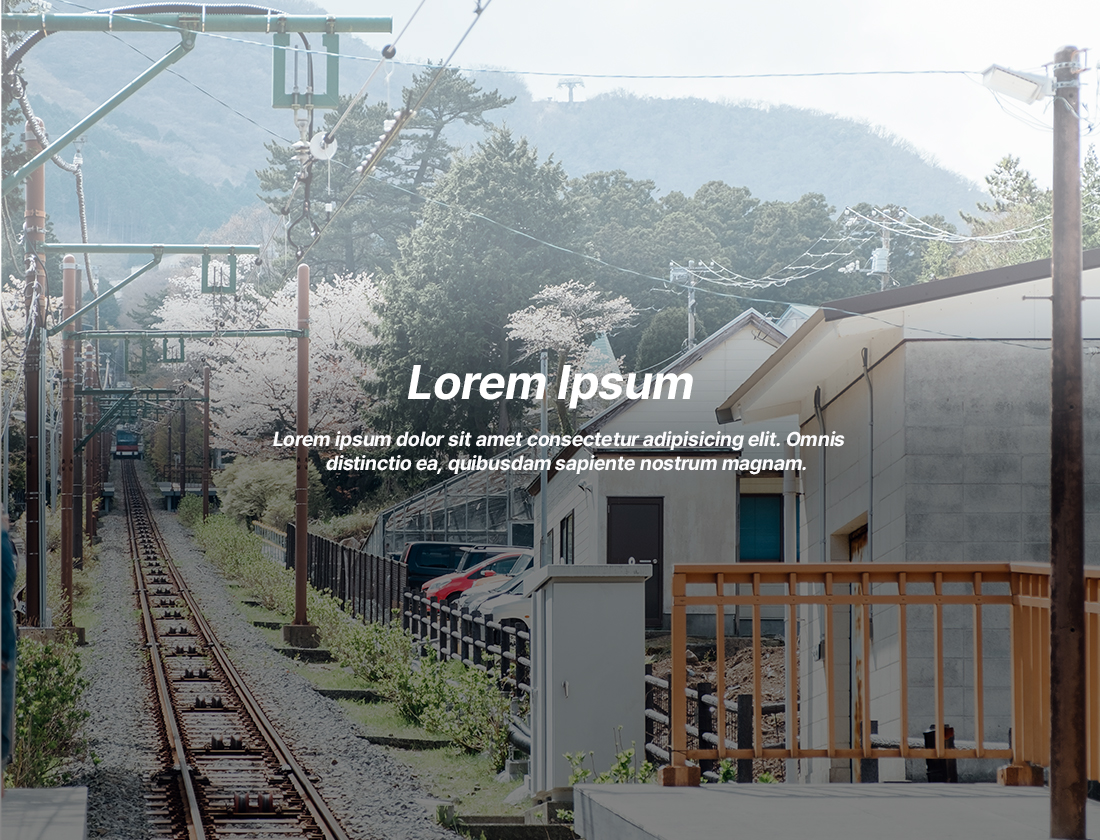 Lorem Ipsum
Lorem ipsum dolor sit amet consectetur adipisicing elit. Omnis
distinctio ea, quibusdam sapiente nostrum magnam.